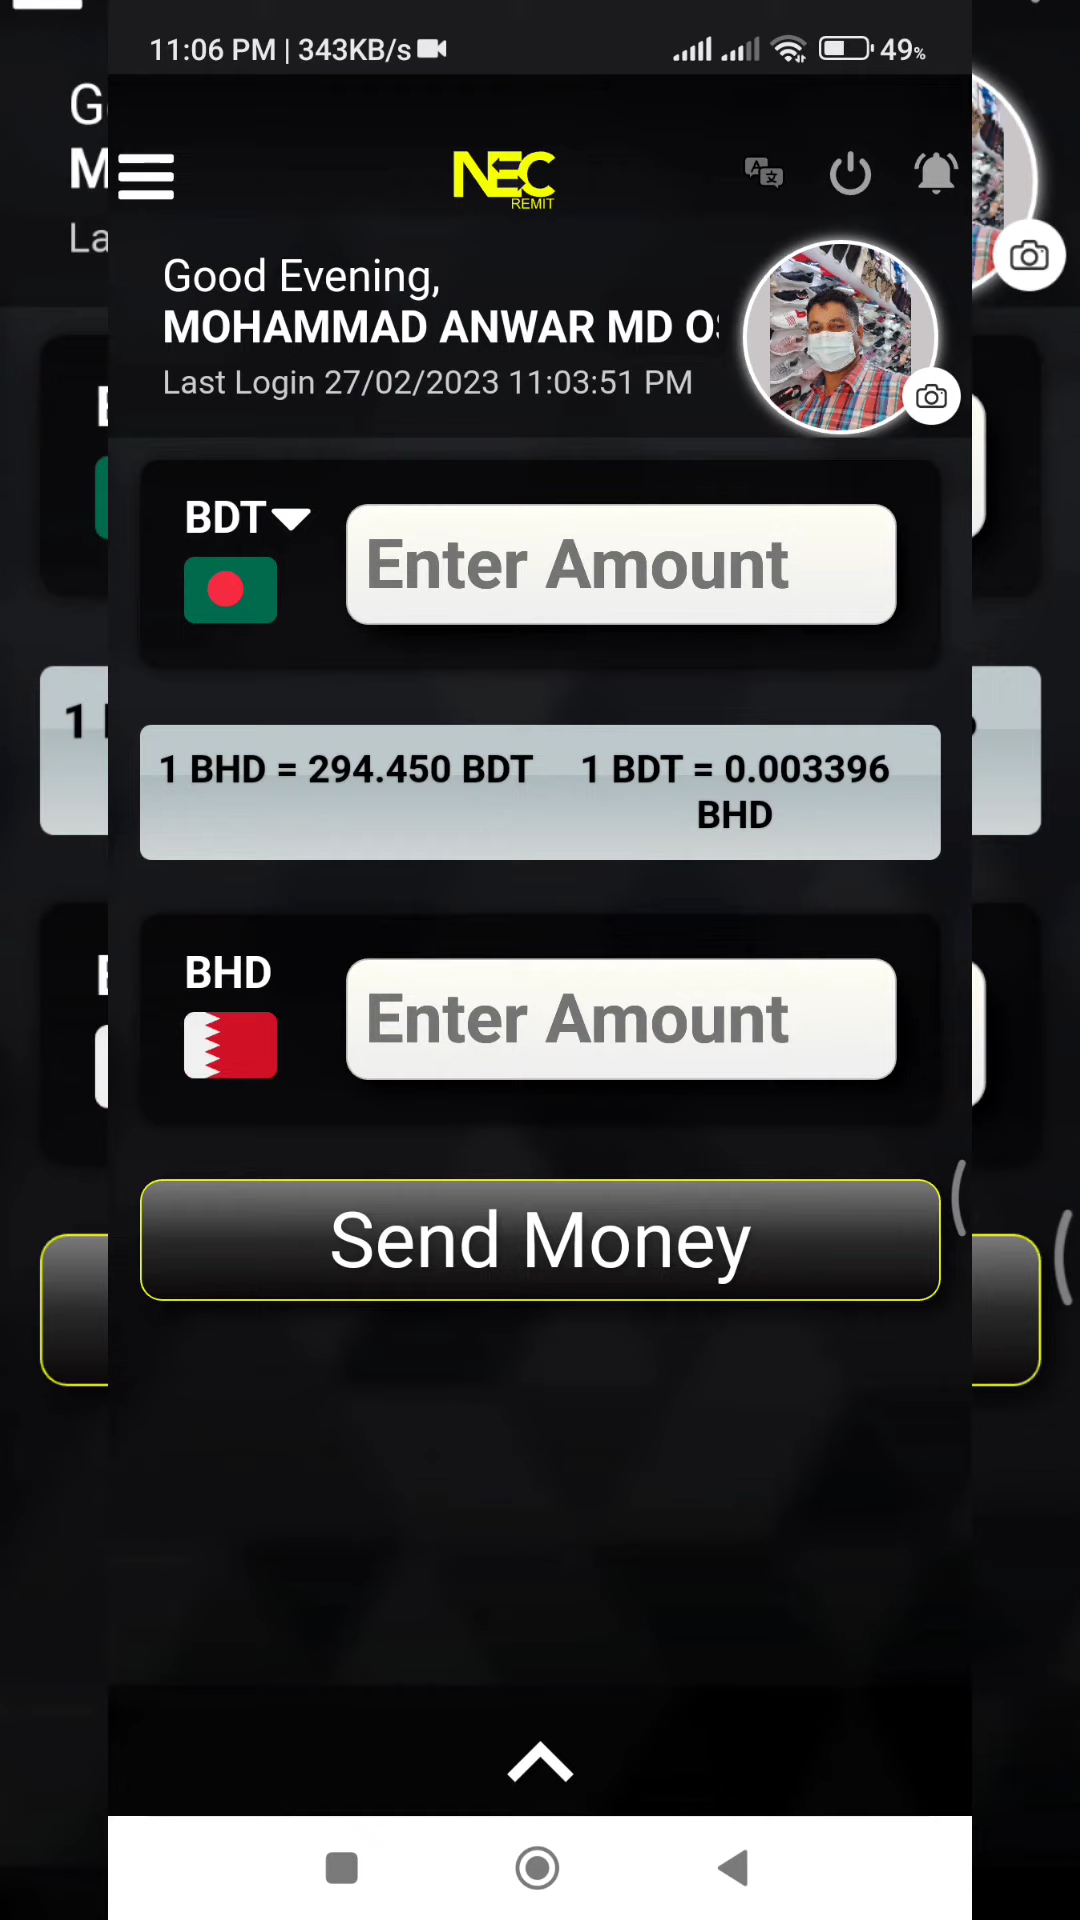 11:06 PM | 343KB/s
49%
NEC
REMIT
Good Evening,
MOHAMMAD ANWAR MD
Last Login 27/02/2023 11:03:51 PM
BDT
Enter Amount
1 BHD = 294.450 BDT
1 BDT = 0.003396
BHD
BHD
Enter Amount
Send Money